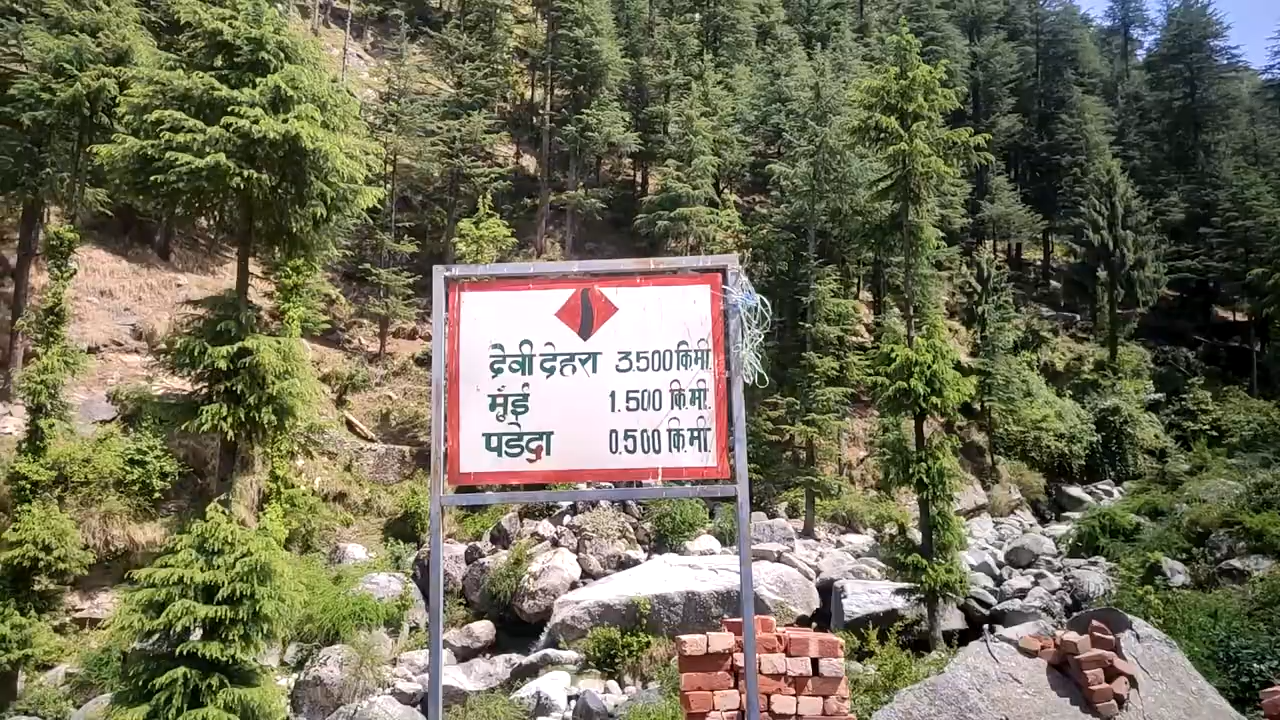 देवी देहरा 3.500 कि.मी.
मुँई 1.500 कि.मी.
पडेद्रा 0.500 कि.मी.